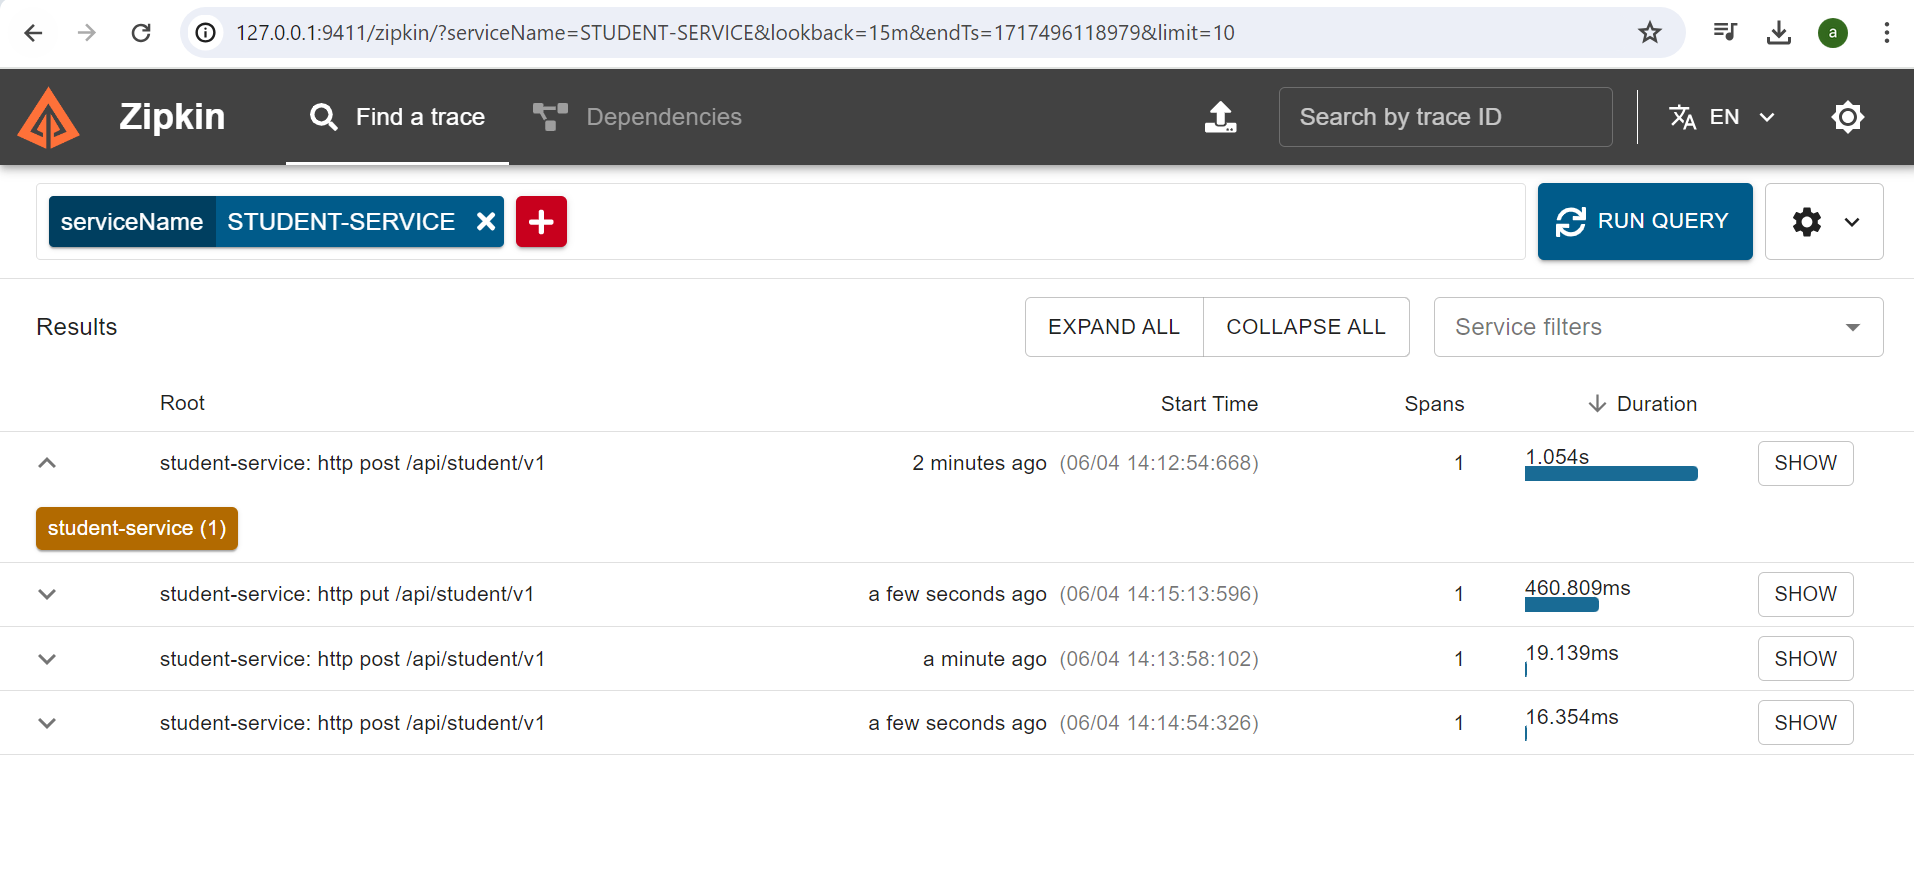 127.0.0.1:9411/zipkin/?serviceName=STUDENT-SERVICE&lookback=15m&endTs=1717496118979&limit=10
a
Zipkin
Find a trace
Dependencies
Search by trace ID
EN
serviceName STUDENT-SERVICE
RUN QUERY
Results
EXPAND ALL
COLLAPSE ALL
Service filters
Root Start Time Spans Duration
student-service: http post /api/student/v1 2 minutes ago (06/04 14:12:54:668) 1 1.054s SHOW
student-service (1)
student-service: http put /api/student/v1 a few seconds ago (06/04 14:15:13:596) 1 460.809ms SHOW
student-service: http post /api/student/v1 a minute ago (06/04 14:13:58:102) 1 19.139ms SHOW
student-service: http post /api/student/v1 a few seconds ago (06/04 14:14:54:326) 1 16.354ms SHOW